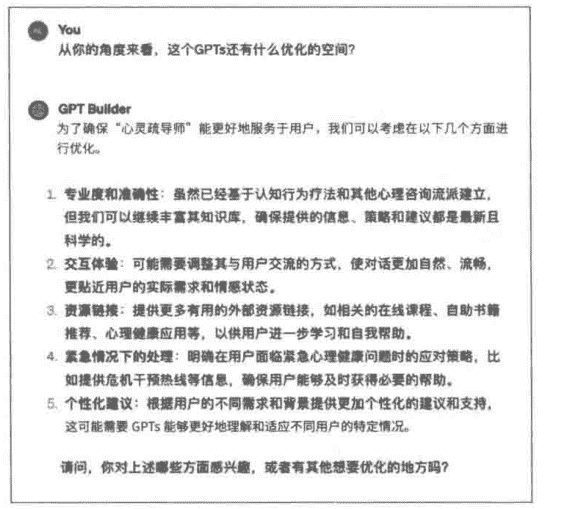 You
从你的角度来看，这个GPTs还有什么优化的空间？
GPT Builder
为了确保“心灵疏导师”能更好地服务于用户，我们可以考虑在以下几个方面进
行优化。
1. 专业度和准确性：虽然已经基于认知行为疗法和其他心理咨询流派建立，
但我们可以继续丰富其知识库，确保提供的信息、策略和建议都是最新且
科学的。
2. 交互体验：可能需要调整其与用户交流的方式，使对话更加自然、流畅，
更贴近用户的实际需求和情感状态。
3. 资源链接：提供更多有用的外部资源链接，如相关的在线课程、自助书籍
推荐、心理健康应用等，以供用户进一步学习和自我帮助。
4. 紧急情况下的处理：明确在用户面临紧急心理健康问题时的应对策略，比
如提供危机干预热线等信息，确保用户能够及时获得必要的帮助。
5. 个性化建议：根据用户的不同需求和背景提供更加个性化的建议和支持，
这可能需要 GPTs 能够更好地理解和适应不同用户的特定情况。
请问，你对上述哪些方面感兴趣，或者有其他想要优化的地方吗？